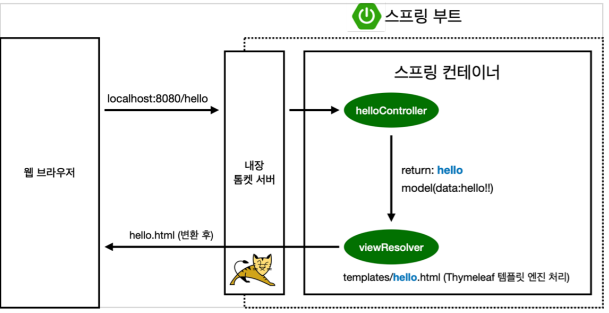 스프링 부트
스프링 컨테이너
localhost:8080/hello
helloController
웹 브라우저
내장
톰켓 서버
return: hello
model(data:hello!!)
hello.html (변환 후)
viewResolver
templates/hello.html (Thymeleaf 템플릿 엔진 처리)